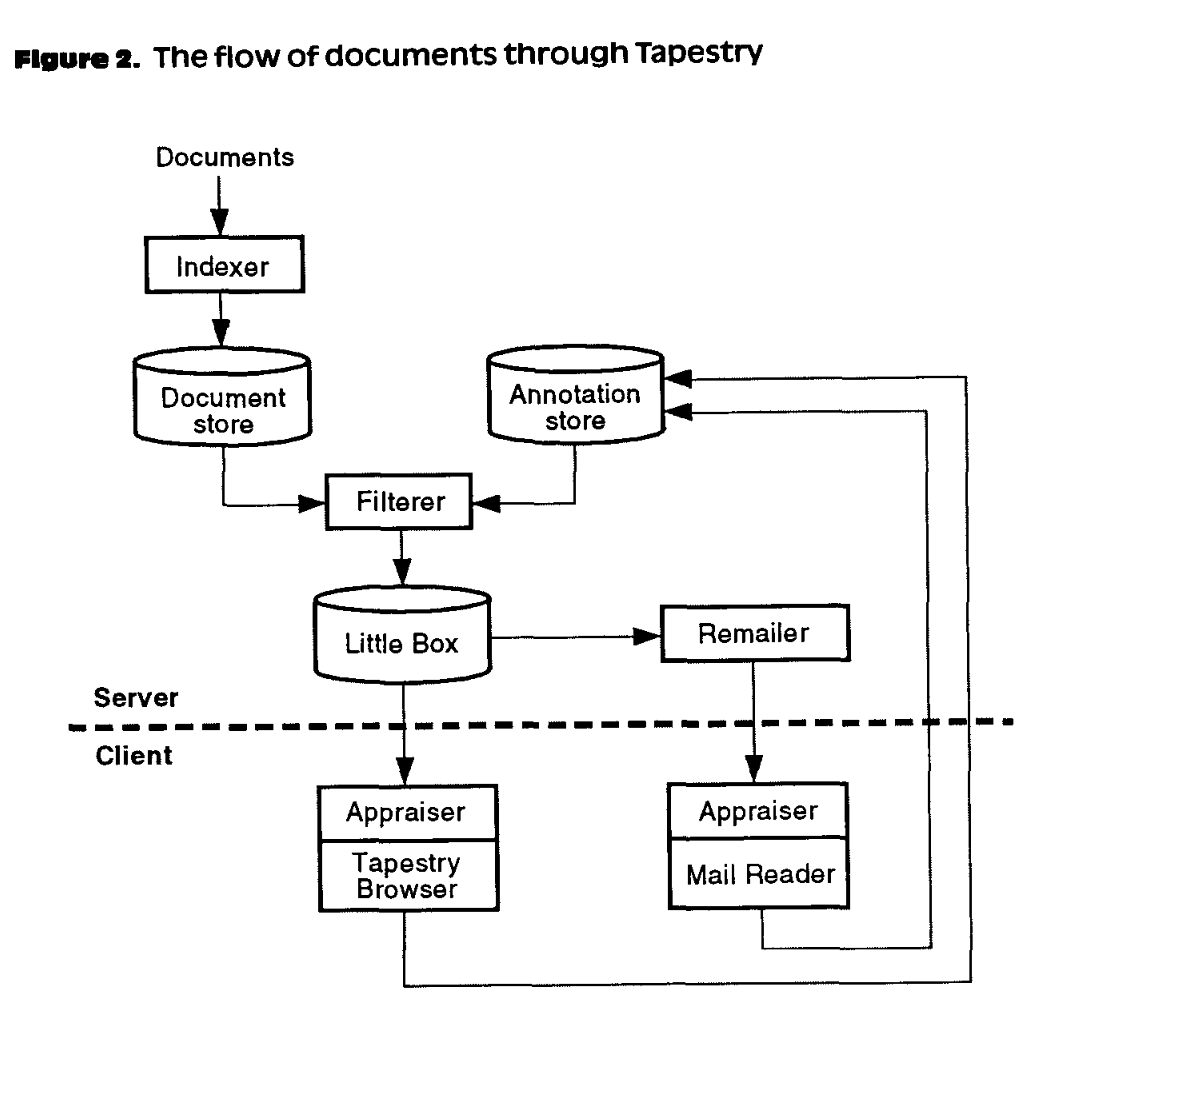 Figure 2. The flow of documents through Tapestry
Documents
Indexer
Document
store
Annotation
store
Filterer
Little Box
Remailer
Server
Client
Appraiser
Tapestry
Browser
Appraiser
Mail Reader